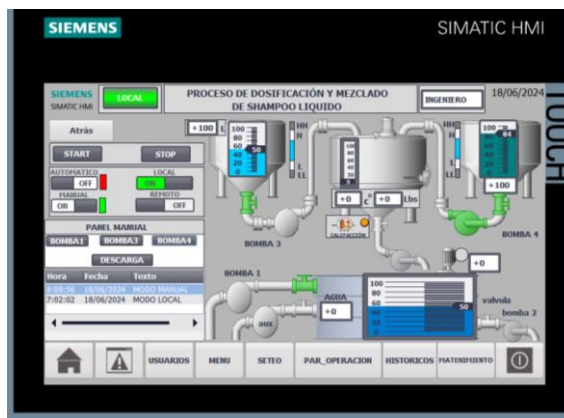 SIEMENS
SIMATIC HMI
TOUCH
SIEMENS
SIMATIC HMI
LOCAL
PROCESO DE DOSIFICACIÓN Y MEZCLADO
DE SHAMPOO LIQUIDO
INGENIERO
18/06/2024
Atrás
START
STOP
AUTOMATICO
OFF
LOCAL
ON
MANUAL
ON
REMOTO
OFF
PANEL MANUAL
BOMBA1 BOMBA3 BOMBA4
DESCARGA
Hora Fecha Texto
8:09:56 18/06/2024 MODO MANUAL
7:02:02 18/06/2024 MODO LOCAL
+100 L
100
80
60
40
20
0
50
HH
H
L
LL
BOMBA 3
+0 °C
+0 Lbs
CALEFACCIÓN
HH
H
L
LL
100
84
+100
BOMBA 4
+0
BOMBA 1
aux
AGUA
+0
100
80
60
40
20
0
50
valvula
bomba 2
USUARIOS
MENU
SETEO
PAR_OPERACION
HISTORICOS
MATENIMIENTO